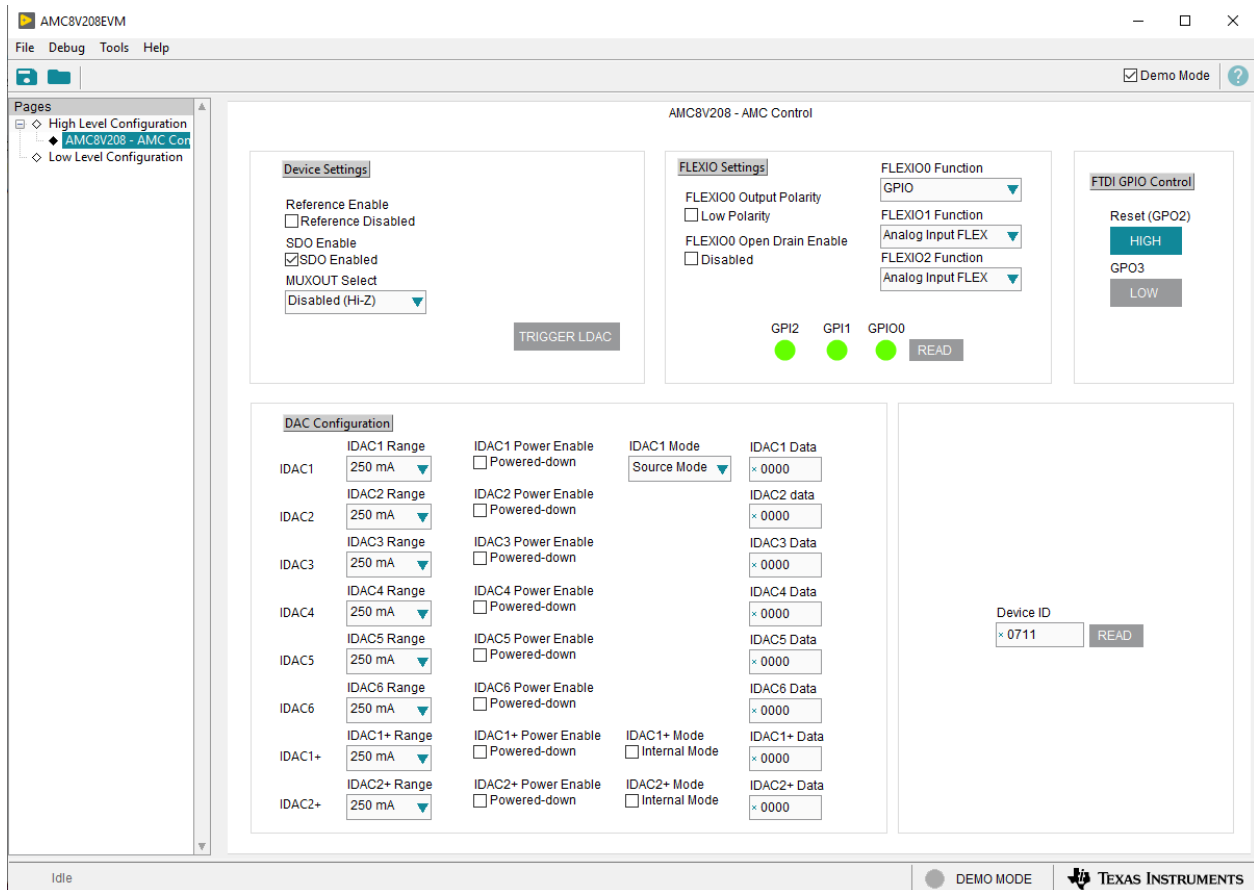 AMC8V208EVM
File Debug Tools Help
Demo Mode
Pages
High Level Configuration
AMC8V208 - AMC Con
Low Level Configuration
AMC8V208 - AMC Control
Device Settings
Reference Enable
Reference Disabled
SDO Enable
SDO Enabled
MUXOUT Select
Disabled (Hi-Z)
TRIGGER LDAC
FLEXIO Settings
FLEXIO0 Output Polarity
Low Polarity
FLEXIO0 Open Drain Enable
Disabled
FLEXIO0 Function
GPIO
FLEXIO1 Function
Analog Input FLEX
FLEXIO2 Function
Analog Input FLEX
GPI2 GPI1 GPIO0
READ
FTDI GPIO Control
Reset (GPO2)
HIGH
GPO3
LOW
DAC Configuration
IDAC1 Range IDAC1 Power Enable IDAC1 Mode IDAC1 Data
IDAC1 250 mA Powered-down Source Mode × 0000
IDAC2 Range IDAC2 Power Enable IDAC2 data
IDAC2 250 mA Powered-down × 0000
IDAC3 Range IDAC3 Power Enable IDAC3 Data
IDAC3 250 mA Powered-down × 0000
IDAC4 Range IDAC4 Power Enable IDAC4 Data
IDAC4 250 mA Powered-down × 0000
IDAC5 Range IDAC5 Power Enable IDAC5 Data
IDAC5 250 mA Powered-down × 0000
IDAC6 Range IDAC6 Power Enable IDAC6 Data
IDAC6 250 mA Powered-down × 0000
IDAC1+ Range IDAC1+ Power Enable IDAC1+ Mode IDAC1+ Data
IDAC1+ 250 mA Powered-down Internal Mode × 0000
IDAC2+ Range IDAC2+ Power Enable IDAC2+ Mode IDAC2+ Data
IDAC2+ 250 mA Powered-down Internal Mode × 0000
Device ID
× 0711 READ
Idle
DEMO MODE
TEXAS INSTRUMENTS